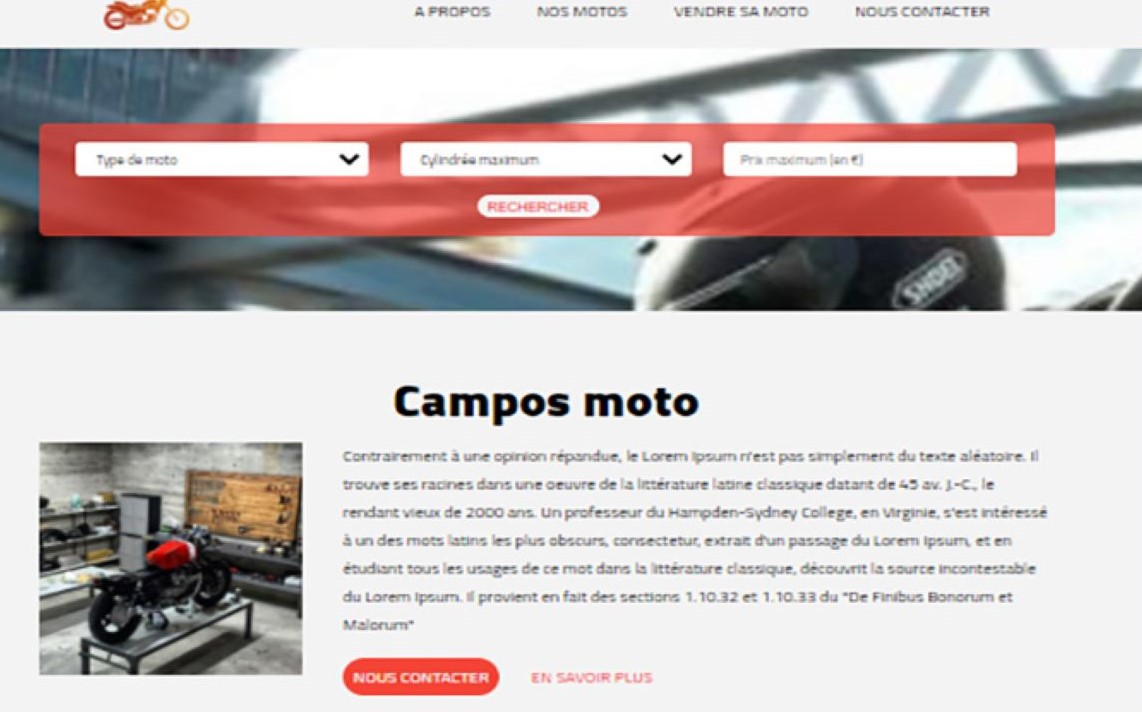 A PROPOS NOS MOTOS VENDRE SA MOTO NOUS CONTACTER
Type de moto Cylindrée maximum Prix maximum (en €)
RECHERCHER
SHOEI
Campos moto
Contrairement à une opinion répandue, le Lorem Ipsum n'est pas simplement du texte aléatoire. Il
trouve ses racines dans une oeuvre de la littérature latine classique datant de 45 av. J.-C., le
rendant vieux de 2000 ans. Un professeur du Hampden-Sydney College, en Virginie, s'est intéressé
à un des mots latins les plus obscurs, consectetur, extrait d'un passage du Lorem Ipsum, et en
étudiant tous les usages de ce mot dans la littérature classique, découvrit la source incontestable
du Lorem Ipsum. Il provient en fait des sections 1.10.32 et 1.10.33 du "De Finibus Bonorum et
Malorum"
NOUS CONTACTER EN SAVOIR PLUS